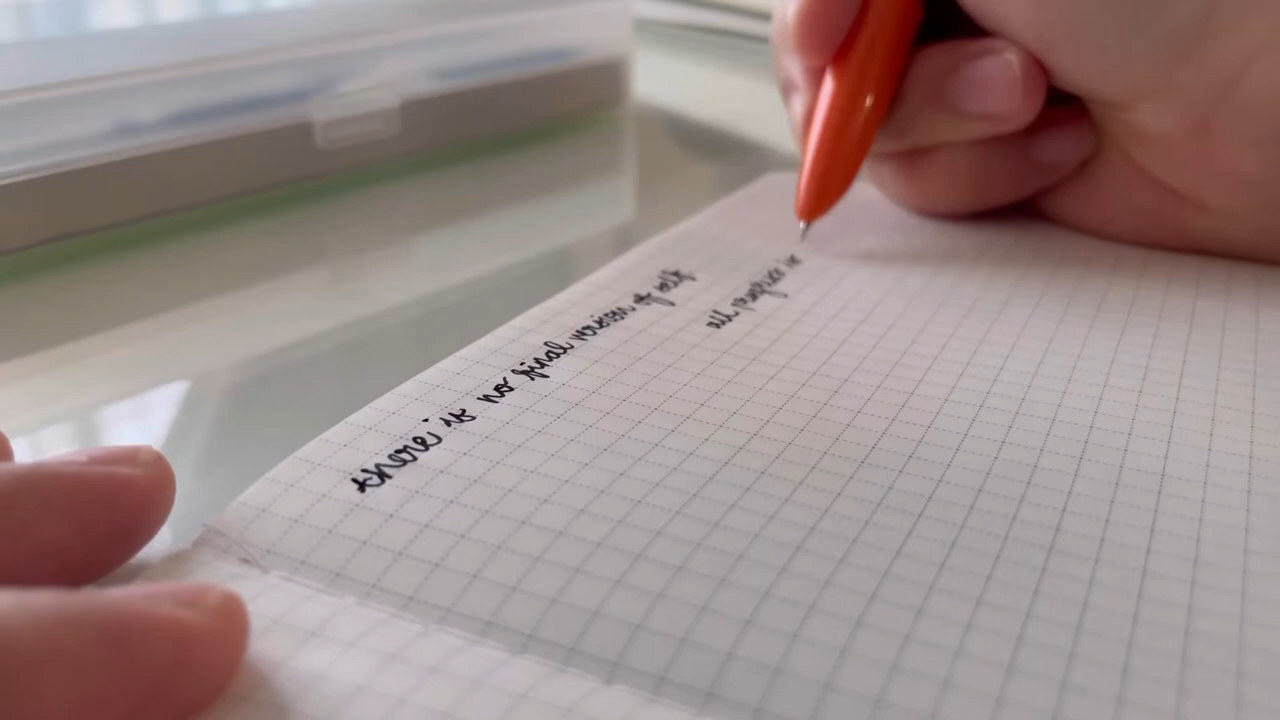 there is no final version of self
all progress is